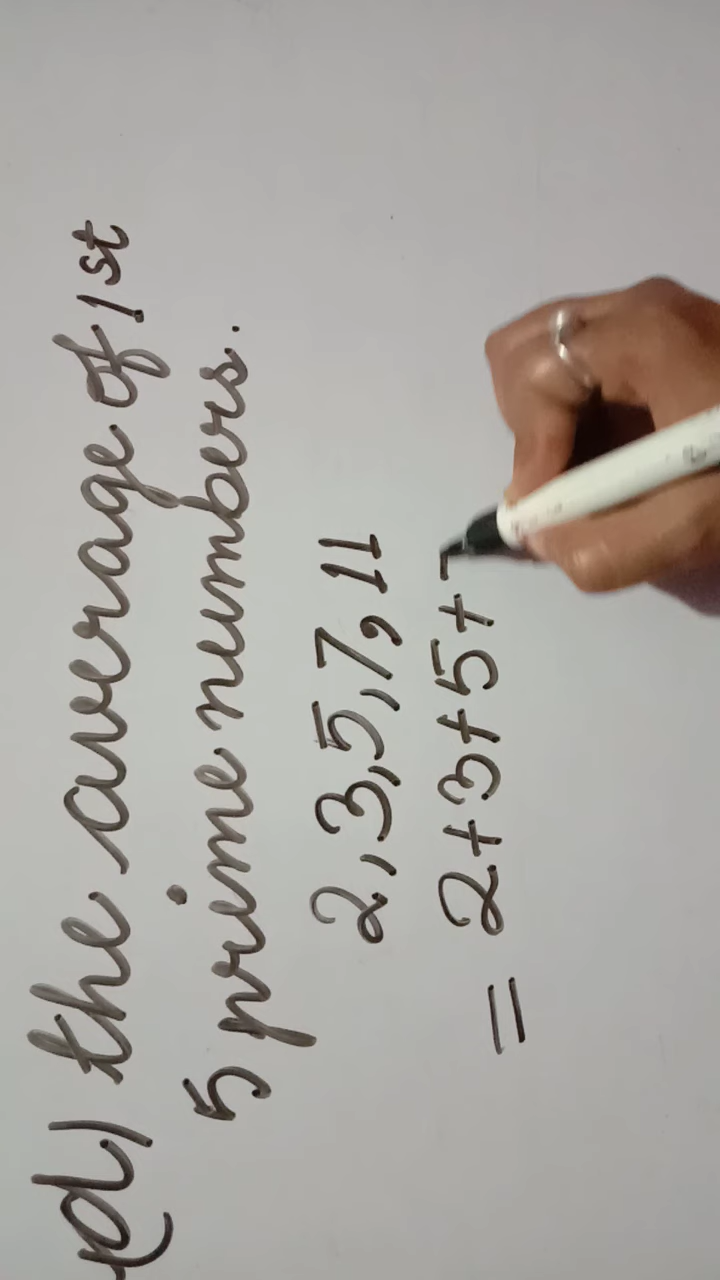 (d) the average of 1st
5 prime numbers.
2, 3, 5, 7, 11
= 2+3+5+